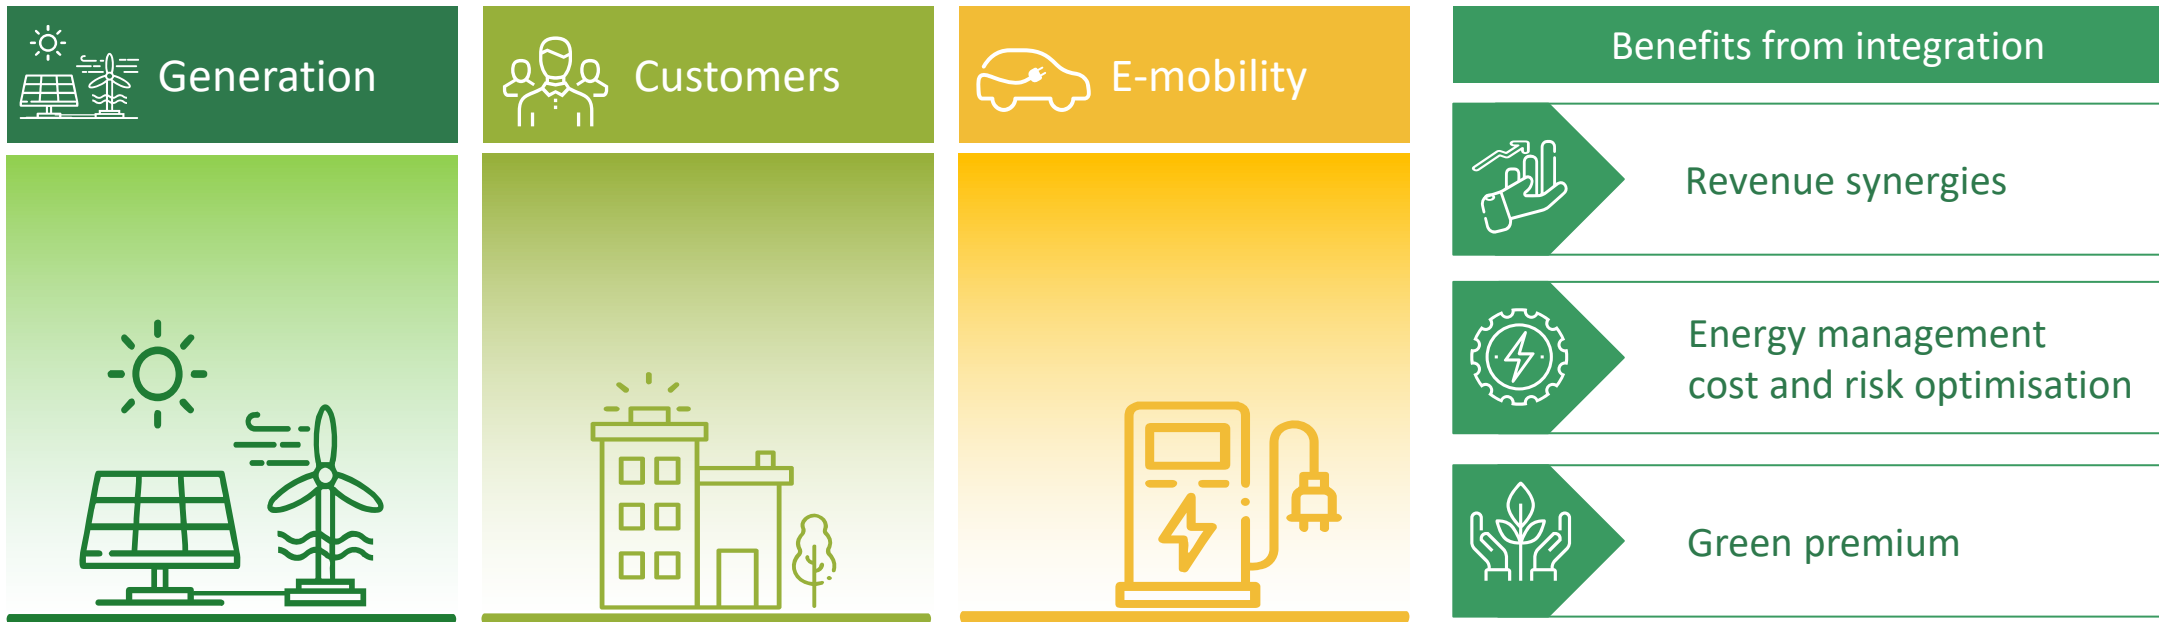 Generation
Customers
E-mobility
Benefits from integration
Revenue synergies
Energy management
cost and risk optimisation
Green premium